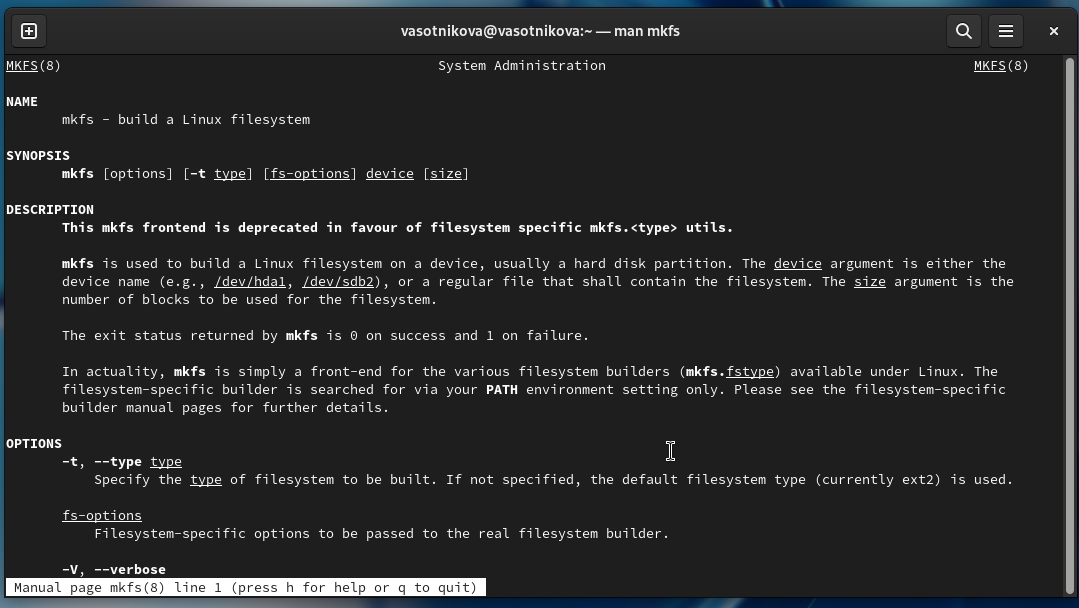 vasotnikova@vasotnikova:~ — man mkfs
MKFS(8) System Administration MKFS(8)
NAME
mkfs - build a Linux filesystem
SYNOPSIS
mkfs [options] [-t type] [fs-options] device [size]
DESCRIPTION
This mkfs frontend is deprecated in favour of filesystem specific mkfs.<type> utils.
mkfs is used to build a Linux filesystem on a device, usually a hard disk partition. The device argument is either the
device name (e.g., /dev/hda1, /dev/sdb2), or a regular file that shall contain the filesystem. The size argument is the
number of blocks to be used for the filesystem.
The exit status returned by mkfs is 0 on success and 1 on failure.
In actuality, mkfs is simply a front-end for the various filesystem builders (mkfs.fstype) available under Linux. The
filesystem-specific builder is searched for via your PATH environment setting only. Please see the filesystem-specific
builder manual pages for further details.
OPTIONS
-t, --type type
Specify the type of filesystem to be built. If not specified, the default filesystem type (currently ext2) is used.
fs-options
Filesystem-specific options to be passed to the real filesystem builder.
-V, --verbose
Manual page mkfs(8) line 1 (press h for help or q to quit)